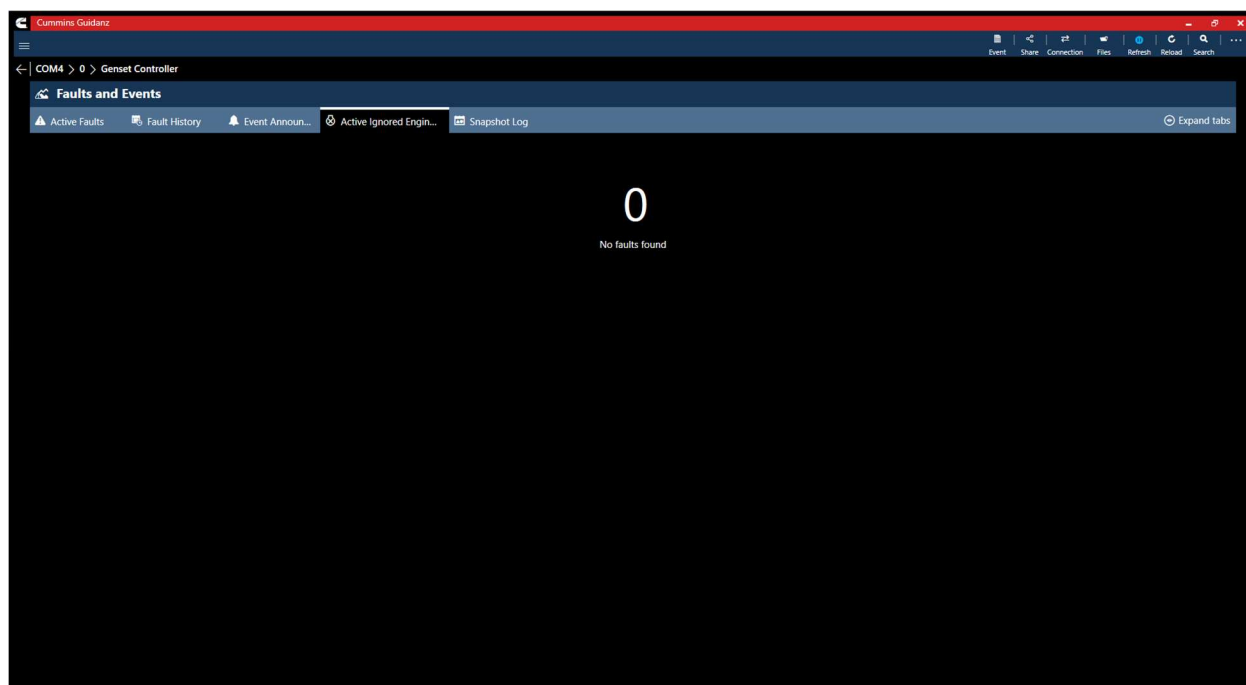 Cummins Guidanz
Event Share Connection Files Refresh Reload Search
COM4 > 0 > Genset Controller
Faults and Events
Active Faults Fault History Event Announ... Active Ignored Engin... Snapshot Log Expand tabs
0
No faults found